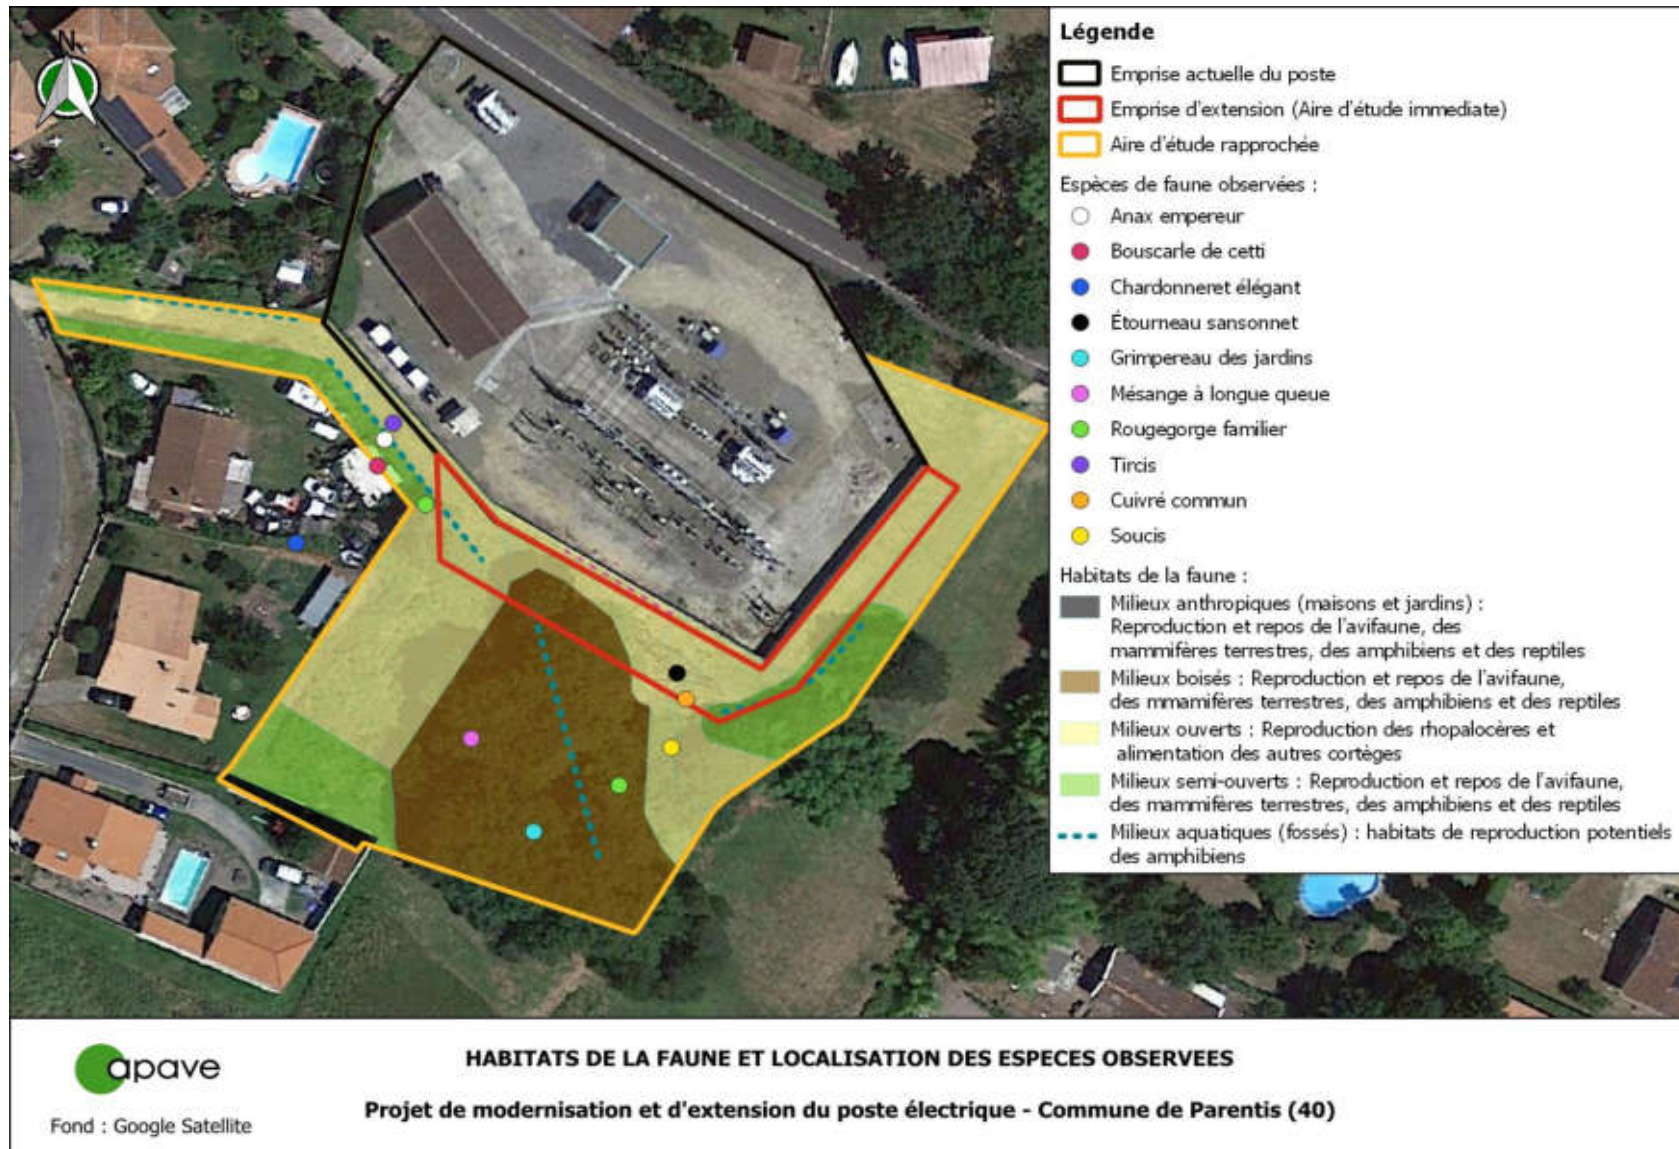 N
Légende
Emprise actuelle du poste
Emprise d'extension (Aire d'étude immediate)
Aire d'étude rapprochée
Espèces de faune observées :
Anax empereur
Bouscarle de cetti
Chardonneret élégant
Étourneau sansonnet
Grimpereau des jardins
Mésange à longue queue
Rougegorge familier
Tircis
Cuivré commun
Soucis
Habitats de la faune :
Milieux anthropiques (maisons et jardins) :
Reproduction et repos de l'avifaune, des
mammifères terrestres, des amphibiens et des reptiles
Milieux boisés : Reproduction et repos de l'avifaune,
des mmamifères terrestres, des amphibiens et des reptiles
Milieux ouverts : Reproduction des rhopalocères et
alimentation des autres cortèges
Milieux semi-ouverts : Reproduction et repos de l'avifaune,
des mammifères terrestres, des amphibiens et des reptiles
Milieux aquatiques (fossés) : habitats de reproduction potentiels
des amphibiens
apave
Fond : Google Satellite
HABITATS DE LA FAUNE ET LOCALISATION DES ESPECES OBSERVEES
Projet de modernisation et d'extension du poste électrique - Commune de Parentis (40)